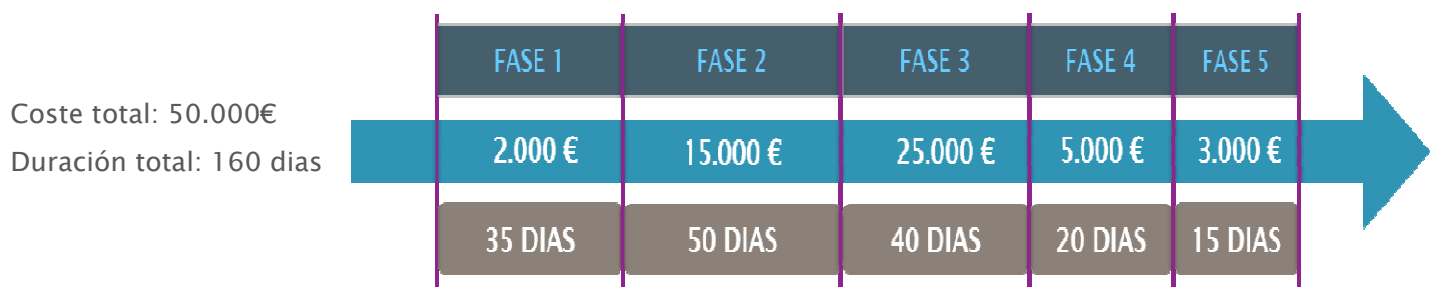 Coste total: 50.000€
Duración total: 160 dias
FASE 1 FASE 2 FASE 3 FASE 4 FASE 5
2.000 € 15.000 € 25.000 € 5.000 € 3.000 €
35 DIAS 50 DIAS 40 DIAS 20 DIAS 15 DIAS